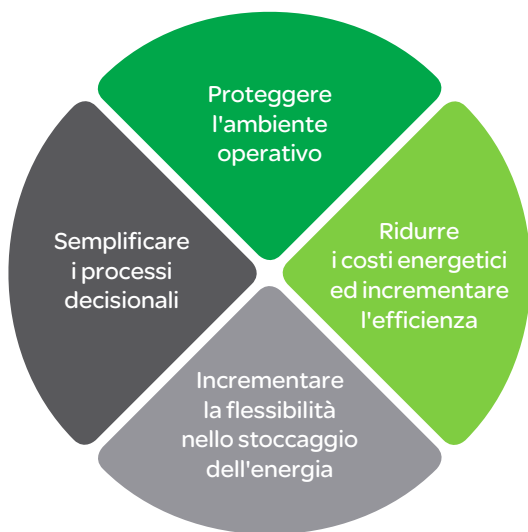 Proteggere
l'ambiente
operativo
Ridurre
i costi energetici
ed incrementare
l'efficienza
Incrementare
la flessibilità
nello stoccaggio
dell'energia
Semplificare
i processi
decisionali